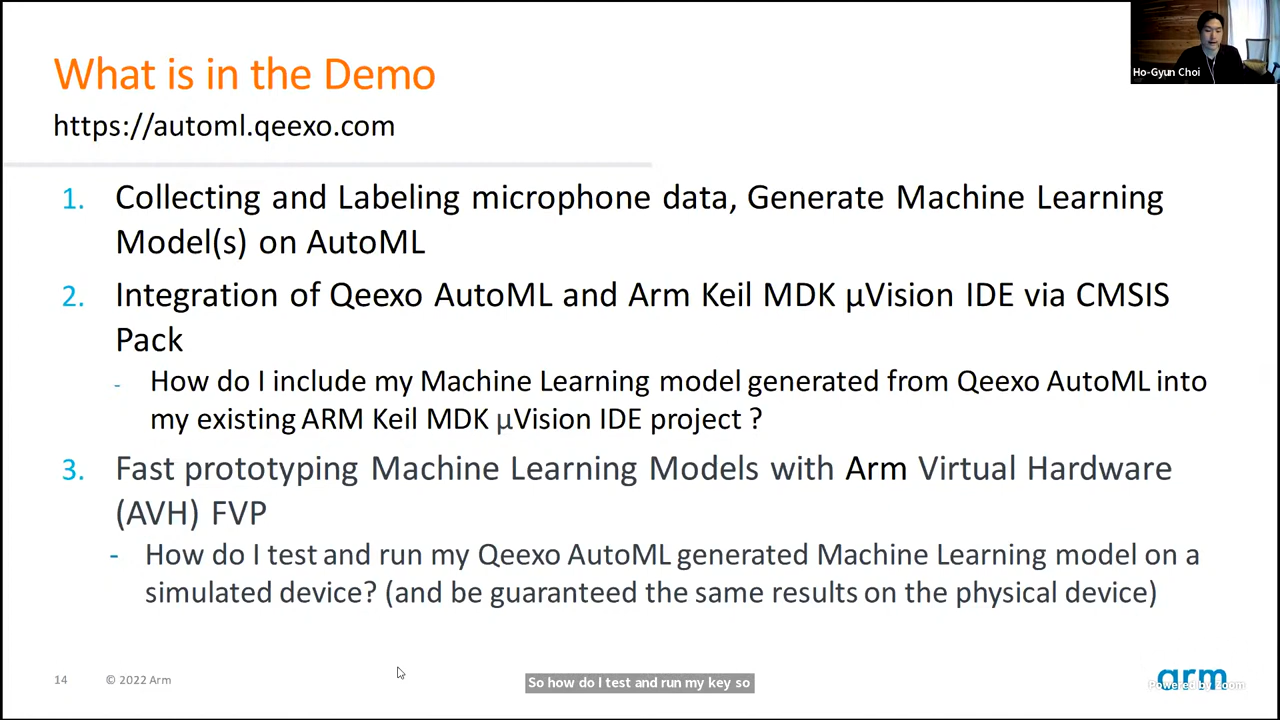 What is in the Demo
https://automl.qeexo.com
Ho-Gyun Choi
1. Collecting and Labeling microphone data, Generate Machine Learning
Model(s) on AutoML
2. Integration of Qeexo AutoML and Arm Keil MDK µVision IDE via CMSIS
Pack
- How do I include my Machine Learning model generated from Qeexo AutoML into
my existing ARM Keil MDK µVision IDE project ?
3. Fast prototyping Machine Learning Models with Arm Virtual Hardware
(AVH) FVP
- How do I test and run my Qeexo AutoML generated Machine Learning model on a
simulated device? (and be guaranteed the same results on the physical device)
14 © 2022 Arm
So how do I test and run my key so
arm
Powered by Zoom